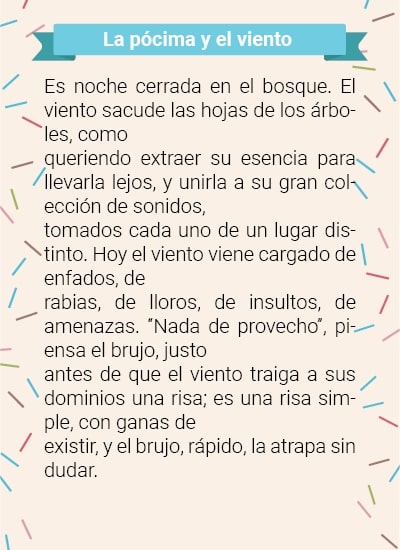 La pócima y el viento
Es noche cerrada en el bosque. El
viento sacude las hojas de los árbo-
les, como
queriendo extraer su esencia para
llevarla lejos, y unirla a su gran col-
ección de sonidos,
tomados cada uno de un lugar dis-
tinto. Hoy el viento viene cargado de
enfados, de
rabias, de lloros, de insultos, de
amenazas. “Nada de provecho”, pi-
ensa el brujo, justo
antes de que el viento traiga a sus
dominios una risa; es una risa sim-
ple, con ganas de
existir, y el brujo, rápido, la atrapa sin
dudar.